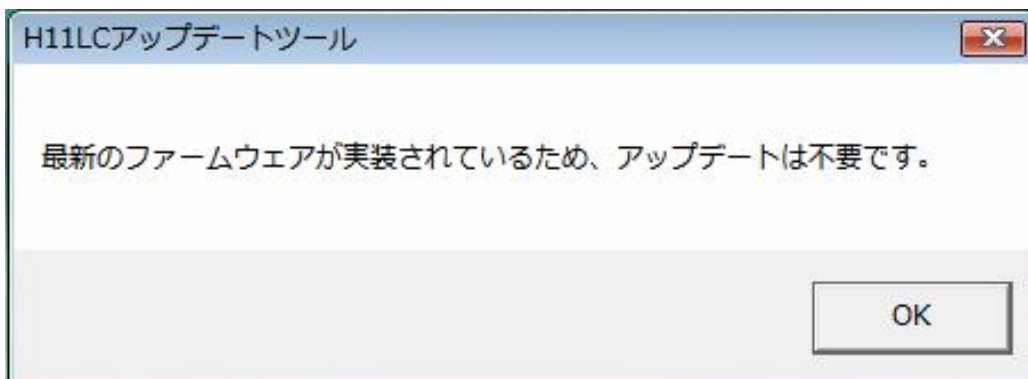 H11LCアップデートツール
最新のファームウェアが実装されているため、アップデートは不要です。
OK